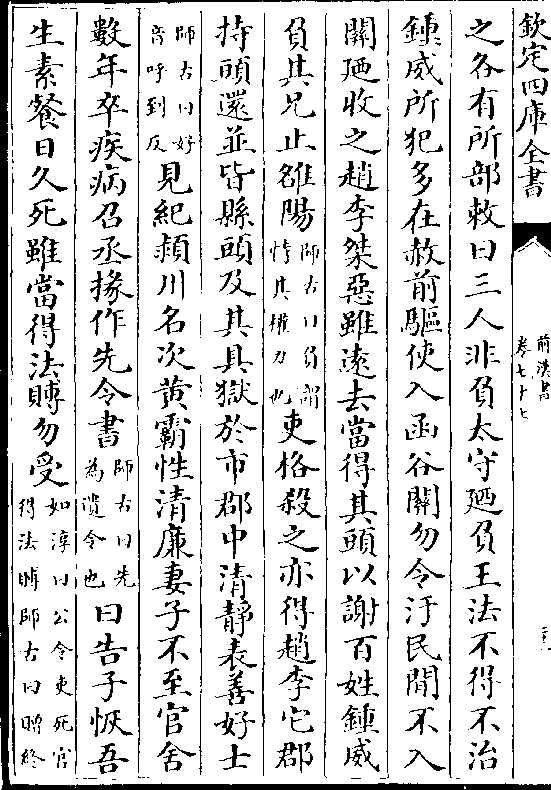 欽定四庫全書
前漢書
卷七十七
之各有所部敕曰三人非負太守廼負王法不得不治
鍾威所犯多在赦前驅使入函谷關勿令汙民間不入
關廼收之趙李桀惡雖遠去當得其頭以謝百姓鍾威
負其兄止雒陽師古曰負謂恃其權力也吏格殺之亦得趙李它郡
持頭還並皆縣頭及其具獄於市郡中清靜表善好士
師古曰好音呼到反見紀潁川名次黄霸性清廉妻子不至官舍
數年卒疾病召丞掾作先令書師古曰先為遺令也曰告子恢吾
生素餐日久死雖當得法賻勿受如淳曰公令吏死官得法賻師古曰贈終